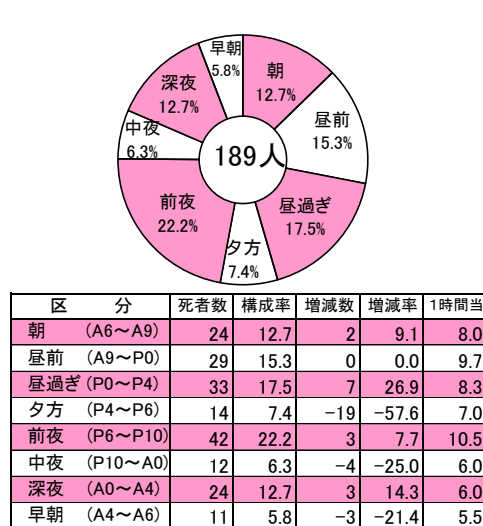 早朝
5.8%
朝
12.7%
深夜
12.7%
昼前
15.3%
中夜
6.3%
189人
前夜
22.2%
昼過ぎ
17.5%
夕方
7.4%
区 分 死者数 構成率 増減数 増減率 1時間当
朝 (A6～A9) 24 12.7 2 9.1 8.0
昼前 (A9～P0) 29 15.3 0 0.0 9.7
昼過ぎ(P0～P4) 33 17.5 7 26.9 8.3
夕方 (P4～P6) 14 7.4 -19 -57.6 7.0
前夜 (P6～P10) 42 22.2 3 7.7 10.5
中夜 (P10～A0) 12 6.3 -4 -25.0 6.0
深夜 (A0～A4) 24 12.7 3 14.3 6.0
早朝 (A4～A6) 11 5.8 -3 -21.4 5.5